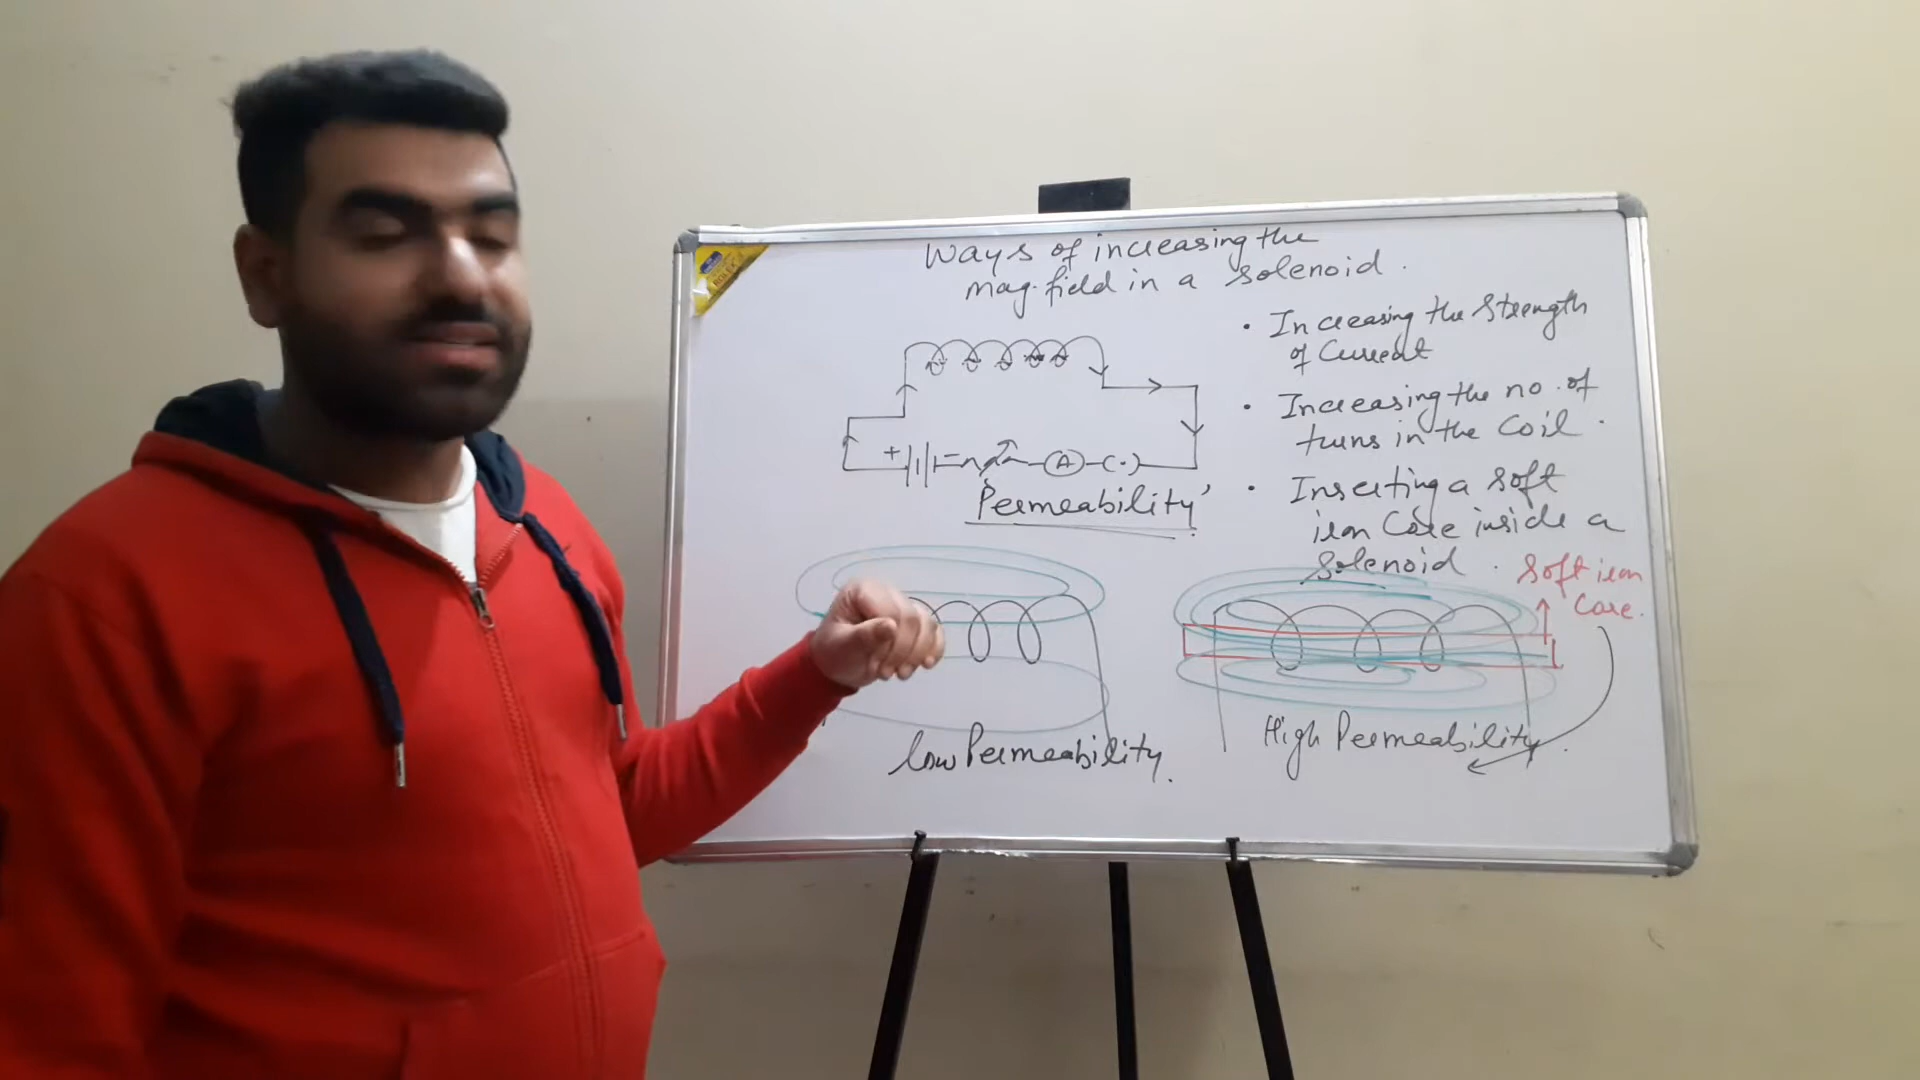 Ways of increasing the
mag. field in a solenoid.
• Increasing the strength
of Current
• Increasing the no. of
turns in the Coil.
• Inserting a soft
iron Core inside a
solenoid.
+
A
(·)
'Permeability'
Soft iron
Core.
low Permeability.
High Permeability.